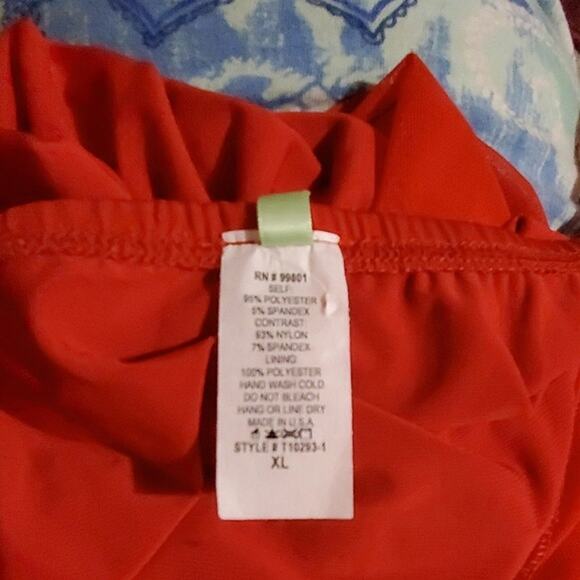 RN # 99801
SELF:
95% POLYESTER
5% SPANDEX
CONTRAST:
93% NYLON
7% SPANDEX
LINING:
100% POLYESTER
HAND WASH COLD
DO NOT BLEACH
HANG OR LINE DRY
MADE IN U.S.A
STYLE # T10293-1
XL